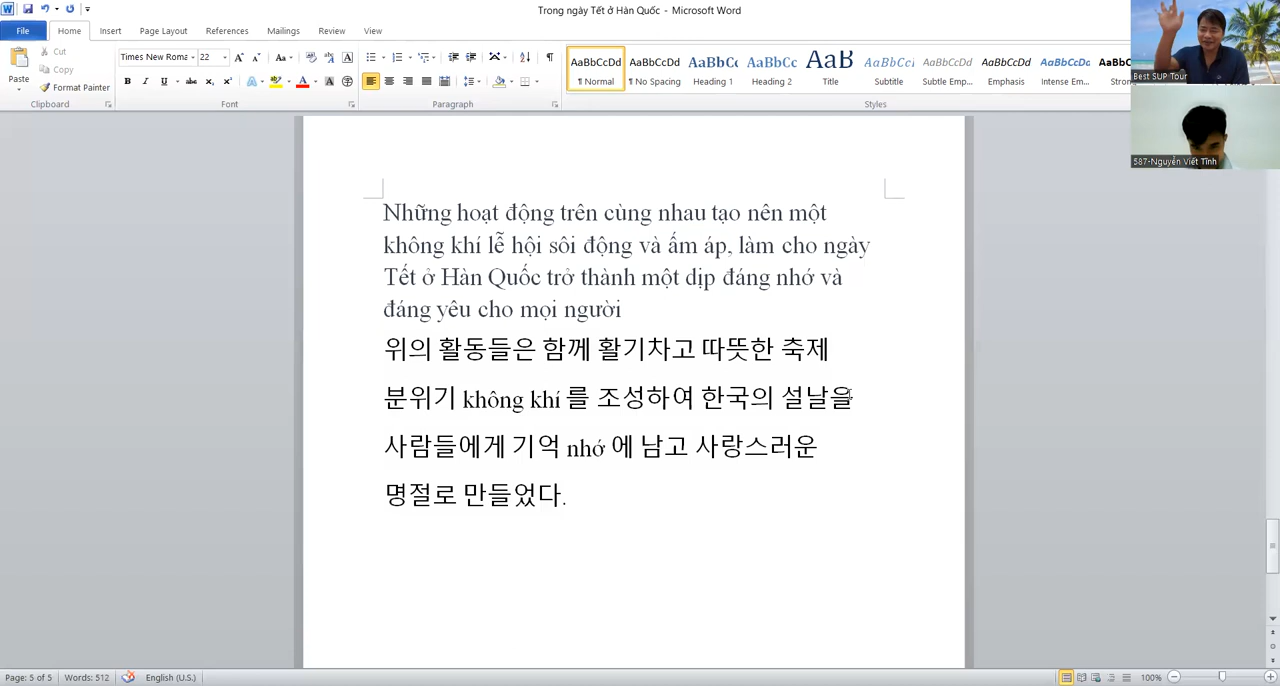 Trong ngày Tết ở Hàn Quốc - Microsoft Word
File Home Insert Page Layout References Mailings Review View
Paste
Cut
Copy
Format Painter
Clipboard
Times New Roma 22
Font
Paragraph
AaBbCcDd AaBbCcDd AaBbCc AaBbCc AaB AaBbCcI AaBbCcDd AaBbCcDd AaBbCcDd
¶ Normal ¶ No Spacing Heading 1 Heading 2 Title Subtitle Subtle Emp... Emphasis Intense Em...
Styles
Best SUP Tour
587-Nguyễn Viết Tĩnh
Những hoạt động trên cùng nhau tạo nên một
không khí lễ hội sôi động và ấm áp, làm cho ngày
Tết ở Hàn Quốc trở thành một dịp đáng nhớ và
đáng yêu cho mọi người
위의 활동들은 함께 활기차고 따뜻한 축제
분위기 không khí 를 조성하여 한국의 설날을
사람들에게 기억 nhớ 에 남고 사랑스러운
명절로 만들었다.
Page: 5 of 5 Words: 512 English (U.S.) 100%